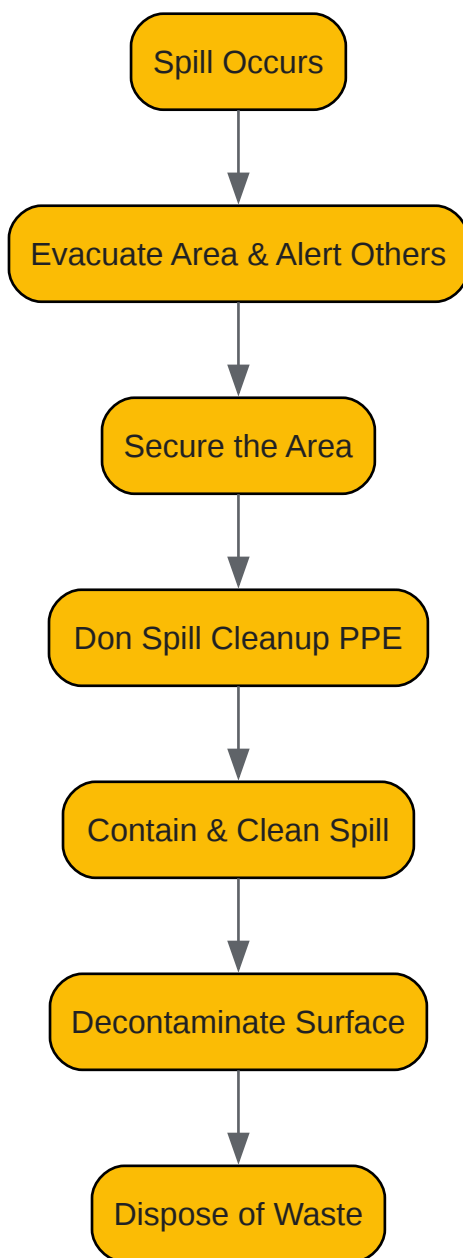 Spill Occurs
Evacuate Area & Alert Others
Secure the Area
Don Spill Cleanup PPE
Contain & Clean Spill
Decontaminate Surface
Dispose of Waste